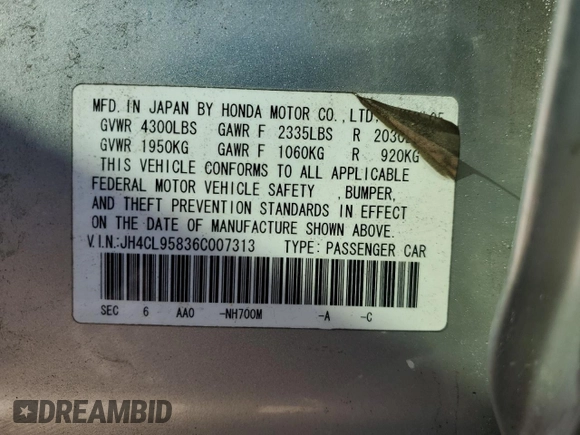 MFD. IN JAPAN BY HONDA MOTOR CO.,LTD.
GVWR 4300LBS GAWR F 2335LBS R
GVWR 1950KG GAWR F 1060KG R 920KG
THIS VEHICLE CONFORMS TO ALL APPLICABLE
FEDERAL MOTOR VEHICLE SAFETY ,BUMPER,
AND THEFT PREVENTION STANDARDS IN EFFECT
ON THE DATE OF MANUFACTURE SHOWN ABOVE.
V.I.N.:JH4CL95836C007313 TYPE: PASSENGER CAR
SEC 6 AAO -NH700M -A -C
DREAMBID